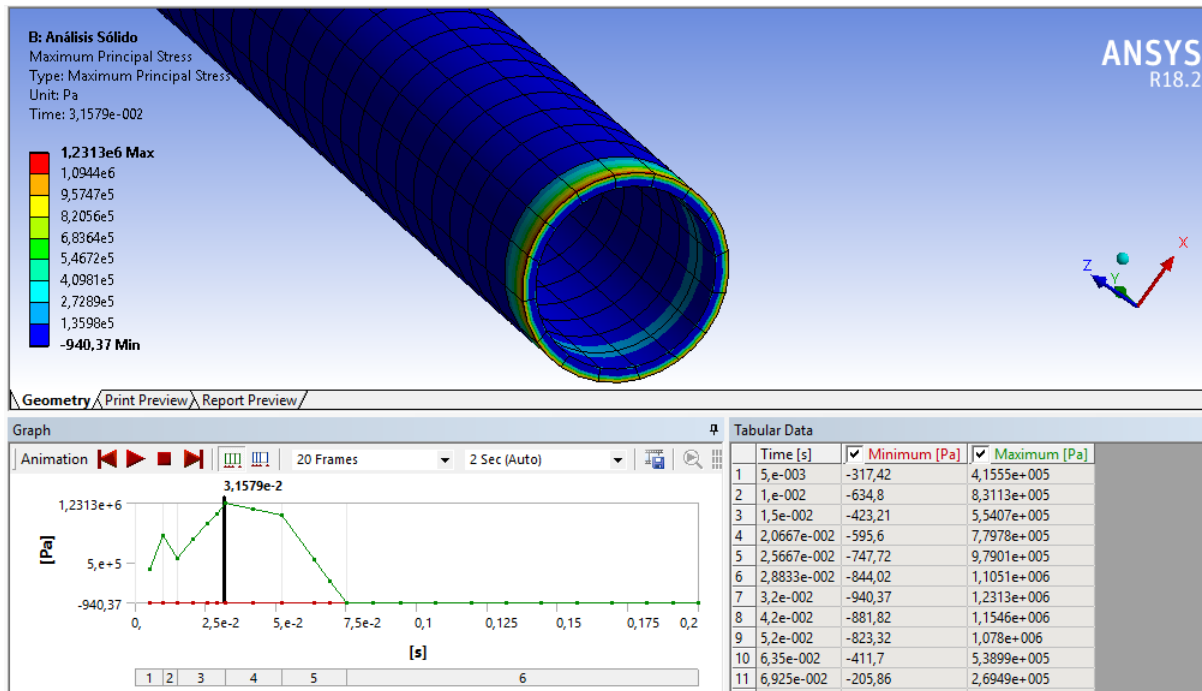 B: Análisis Sólido
Maximum Principal Stress
Type: Maximum Principal Stress
Unit: Pa
Time: 3,1579e-002
1,2313e6 Max
1,0944e6
9,5747e5
8,2056e5
6,8364e5
5,4672e5
4,0981e5
2,7289e5
1,3598e5
-940,37 Min
ANSYS
R18.2
X
Y
Z
Geometry Print Preview Report Preview
Graph
Animation 20 Frames 2 Sec (Auto)
3,1579e-2
1,2313e+6
5,e+5
-940,37
[Pa]
0, 2,5e-2 5,e-2 7,5e-2 0,1 0,125 0,15 0,175 0,2
[s]
1 2 3 4 5 6
Tabular Data
Time [s] Minimum [Pa] Maximum [Pa]
1 5,e-003 -317,42 4,1555e+005
2 1,e-002 -634,8 8,3113e+005
3 1,5e-002 -423,21 5,5407e+005
4 2,0667e-002 -595,6 7,7978e+005
5 2,5667e-002 -747,72 9,7901e+005
6 2,8833e-002 -844,02 1,1051e+006
7 3,2e-002 -940,37 1,2313e+006
8 4,2e-002 -881,82 1,1546e+006
9 5,2e-002 -823,32 1,078e+006
10 6,35e-002 -411,7 5,3899e+005
11 6,925e-002 -205,86 2,6949e+005